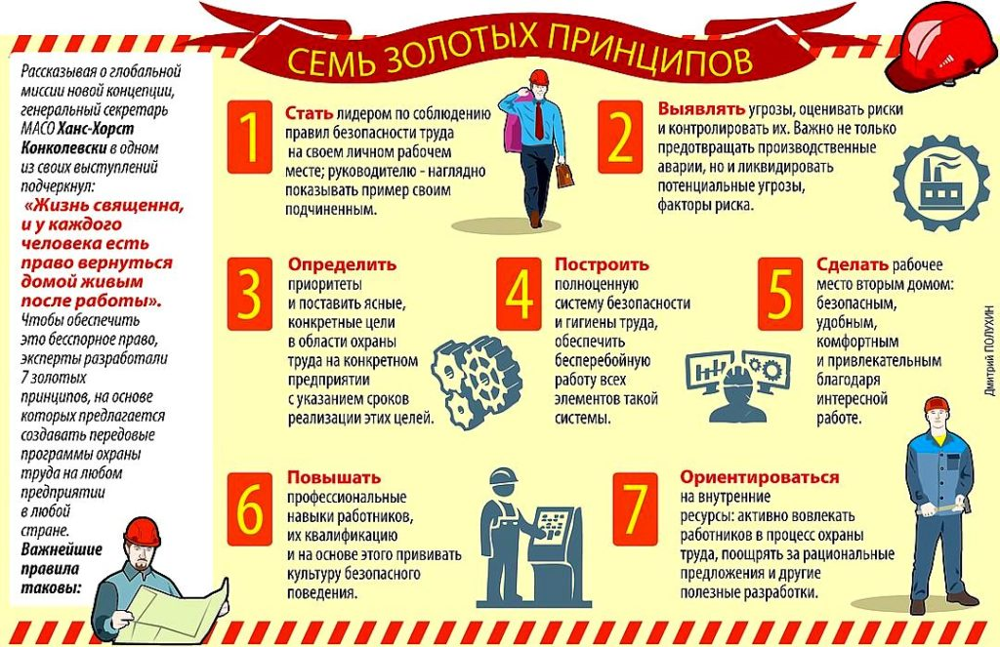 СЕМЬ ЗОЛОТЫХ ПРИНЦИПОВ
Рассказывая о глобальной
миссии новой концепции,
генеральный секретарь
МАСО Ханс-Хорст
Конколевски в одном
из своих выступлений
подчеркнул:
«Жизнь священна,
и у каждого
человека есть
право вернуться
домой живым
после работы».
Чтобы обеспечить
это бесспорное право,
эксперты разработали
7 золотых
принципов, на основе
которых предлагается
создавать передовые
программы охраны
труда на любом
предприятии
в любой
стране.
Важнейшие
правила
таковы:
1
Стать лидером по соблюдению
правил безопасности труда
на своем личном рабочем
месте; руководителю - наглядно
показывать пример своим
подчиненным.
2
Выявлять угрозы, оценивать риски
и контролировать их. Важно не только
предотвращать производственные
аварии, но и ликвидировать
потенциальные угрозы,
факторы риска.
3
Определить
приоритеты
и поставить ясные,
конкретные цели
в области охраны
труда на конкретном
предприятии
с указанием сроков
реализации этих целей.
4
Построить
полноценную
систему безопасности
и гигиены труда,
обеспечить
бесперебойную
работу всех
элементов такой
системы.
5
Сделать рабочее
место вторым домом:
безопасным,
удобным,
комфортным
и привлекательным
благодаря
интересной
работе.
6
Повышать
профессиональные
навыки работников,
их квалификацию
и на основе этого прививать
культуру безопасного
поведения.
7
Ориентироваться
на внутренние
ресурсы: активно вовлекать
работников в процесс охраны
труда, поощрять за рациональные
предложения и другие
полезные разработки.
Дмитрий ПОЛУХИН